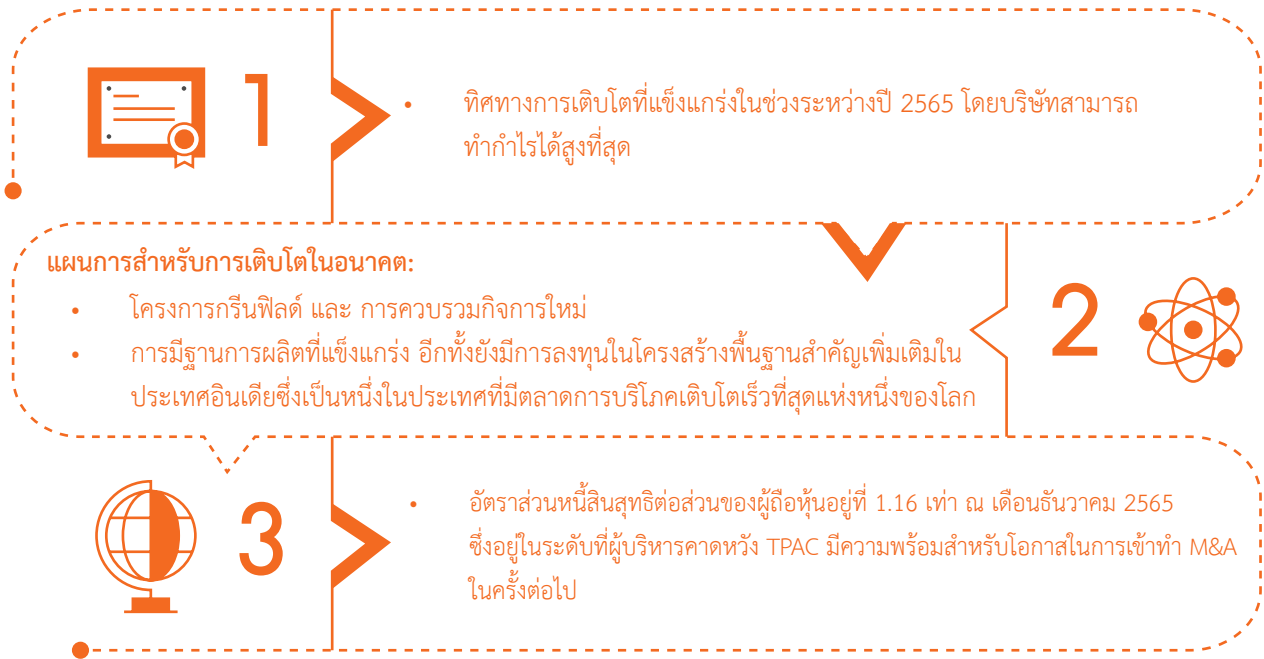 1
• ทิศทางการเติบโตที่แข็งแกร่งในช่วงระหว่างปี 2565 โดยบริษัทสามารถ
ทำกำไรได้สูงที่สุด
แผนการสำหรับการเติบโตในอนาคต:
• โครงการกรีนฟิลด์ และ การควบรวมกิจการใหม่
• การมีฐานการผลิตที่แข็งแกร่ง อีกทั้งยังมีการลงทุนในโครงสร้างพื้นฐานสำคัญเพิ่มเติมใน
ประเทศอินเดียซึ่งเป็นหนึ่งในประเทศที่มีตลาดการบริโภคเติบโตเร็วที่สุดแห่งหนึ่งของโลก
2
3
• อัตราส่วนหนี้สินสุทธิต่อส่วนของผู้ถือหุ้นอยู่ที่ 1.16 เท่า ณ เดือนธันวาคม 2565
ซึ่งอยู่ในระดับที่ผู้บริหารคาดหวัง TPAC มีความพร้อมสำหรับโอกาสในการเข้าทำ M&A
ในครั้งต่อไป